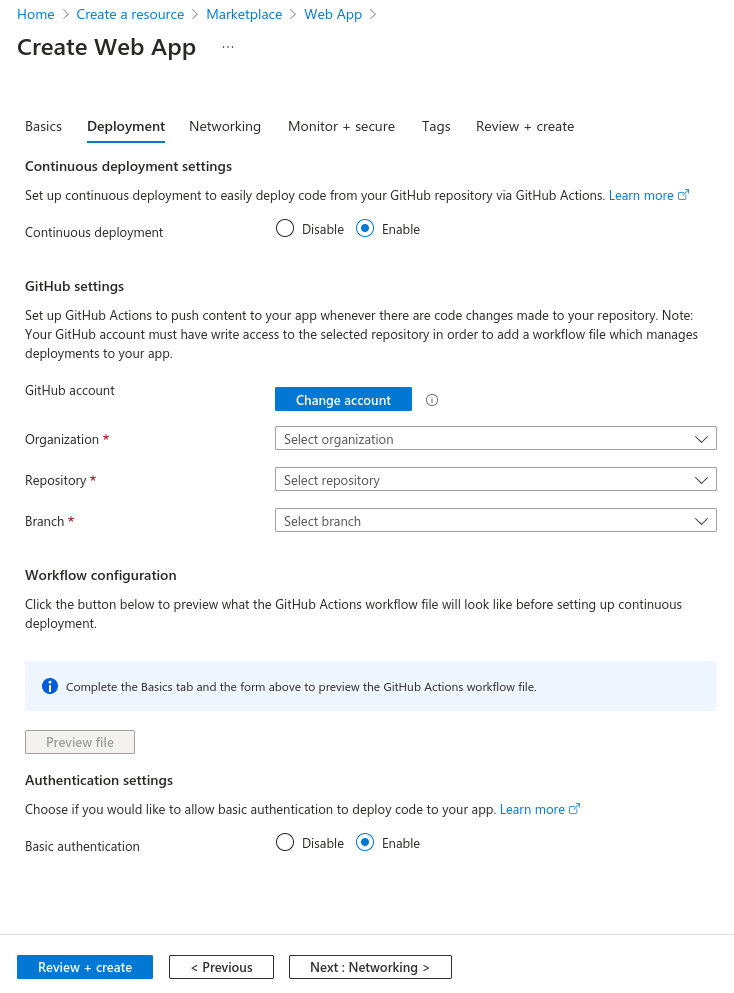 Home > Create a resource > Marketplace > Web App >
Create Web App ...
Basics Deployment Networking Monitor + secure Tags Review + create
Continuous deployment settings
Set up continuous deployment to easily deploy code from your GitHub repository via GitHub Actions. Learn more
Continuous deployment Disable Enable
GitHub settings
Set up GitHub Actions to push content to your app whenever there are code changes made to your repository. Note:
Your GitHub account must have write access to the selected repository in order to add a workflow file which manages
deployments to your app.
GitHub account Change account
Organization * Select organization
Repository * Select repository
Branch * Select branch
Workflow configuration
Click the button below to preview what the GitHub Actions workflow file will look like before setting up continuous
deployment.
Complete the Basics tab and the form above to preview the GitHub Actions workflow file.
Preview file
Authentication settings
Choose if you would like to allow basic authentication to deploy code to your app. Learn more
Basic authentication Disable Enable
Review + create < Previous Next : Networking >